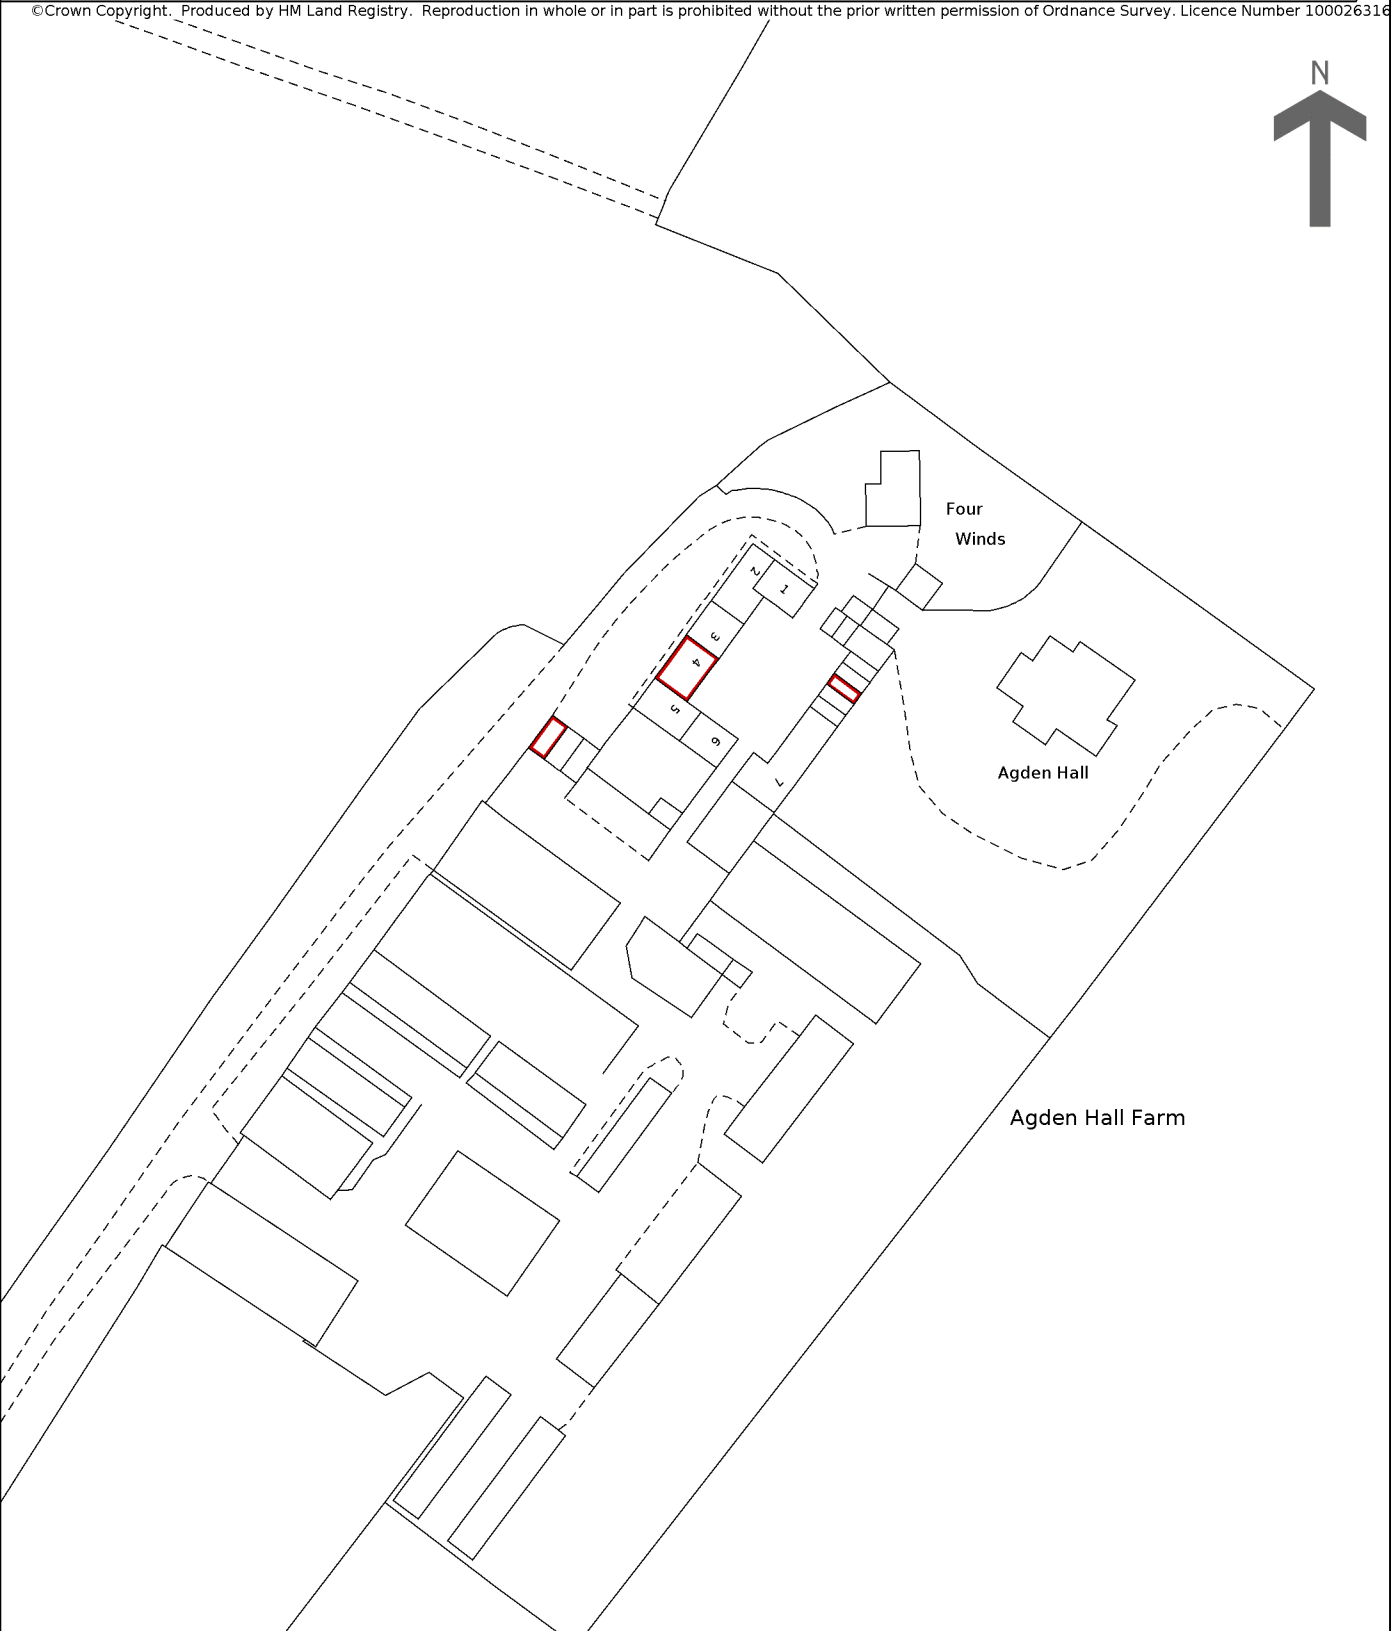 ©Crown Copyright. Produced by HM Land Registry. Reproduction in whole or in part is prohibited without the prior written permission of Ordnance Survey. Licence Number 100026316
N
Four
Winds
2
1
3
4
5
6
7
Agden Hall
Agden Hall Farm